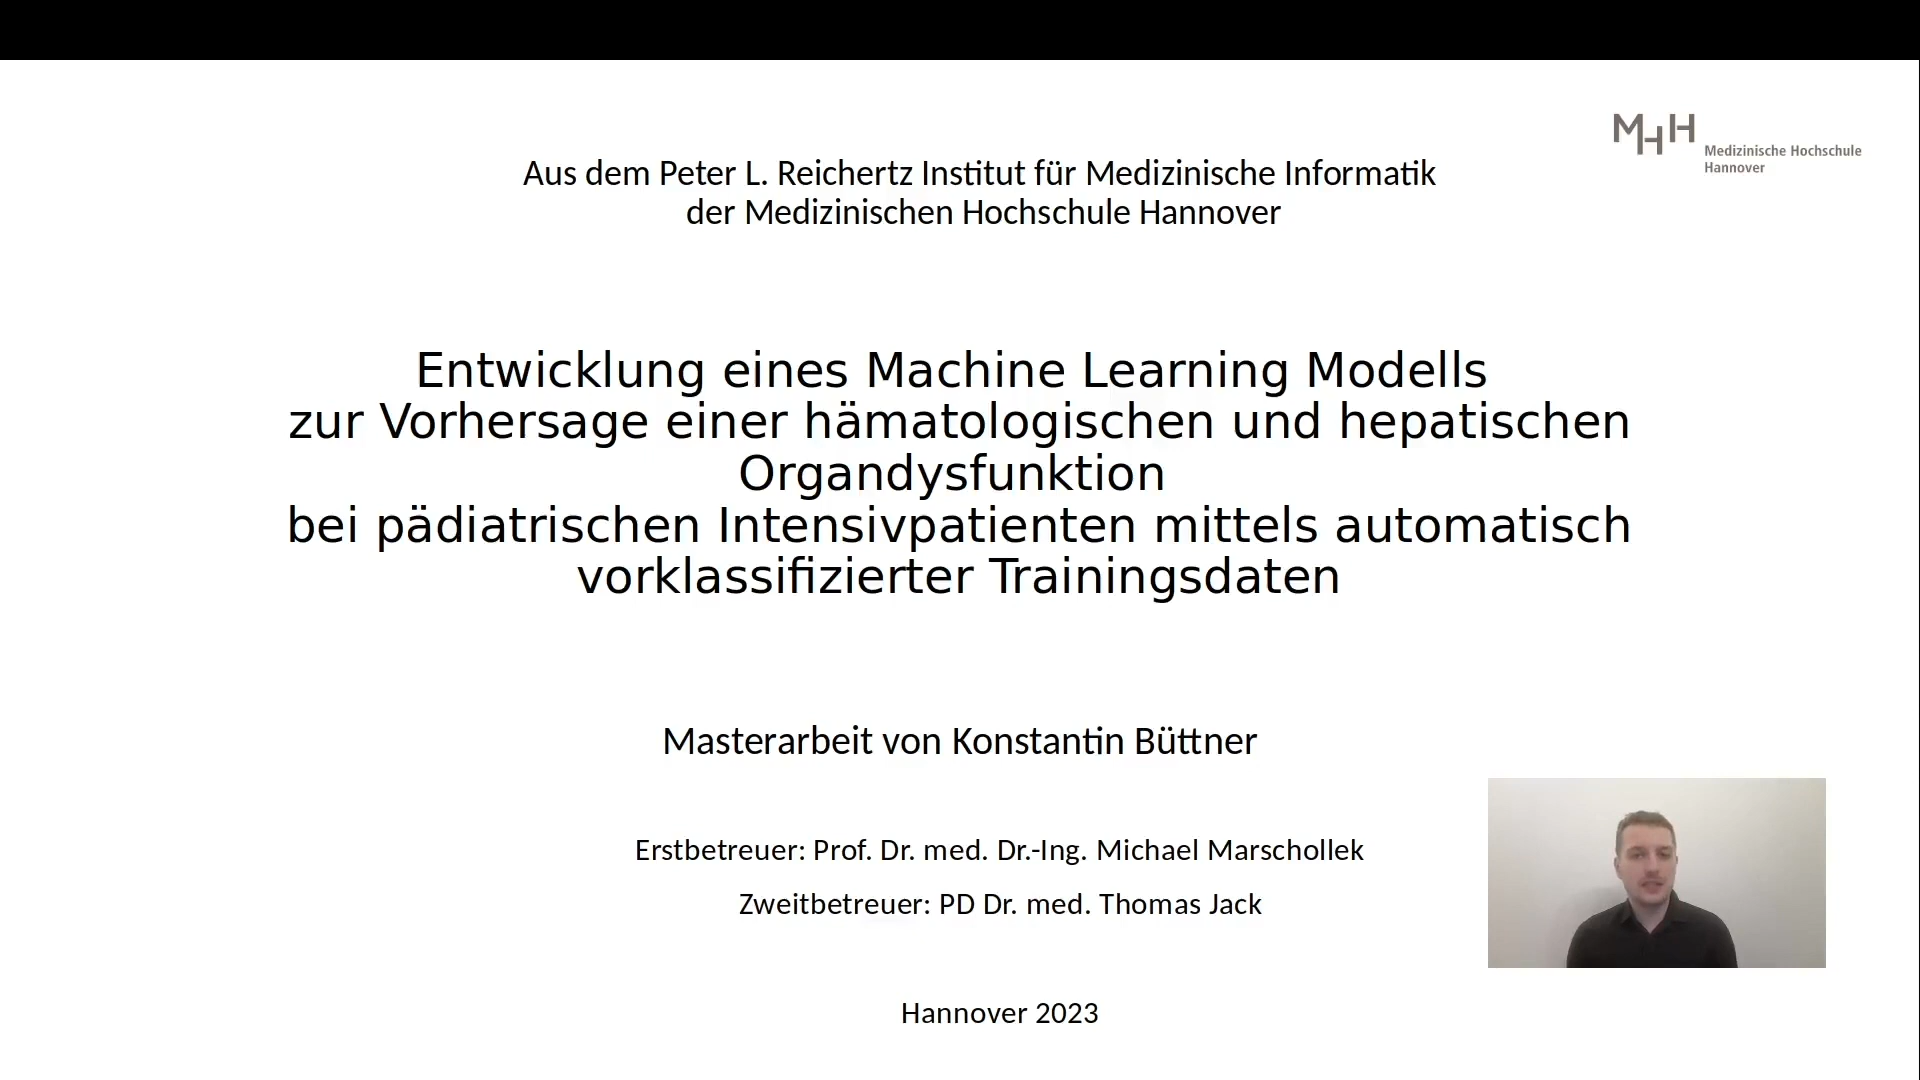 MHH Medizinische Hochschule
Hannover
Aus dem Peter L. Reichertz Institut für Medizinische Informatik
der Medizinischen Hochschule Hannover
Entwicklung eines Machine Learning Modells
zur Vorhersage einer hämatologischen und hepatischen
Organdysfunktion
bei pädiatrischen Intensivpatienten mittels automatisch
vorklassifizierter Trainingsdaten
Masterarbeit von Konstantin Büttner
Erstbetreuer: Prof. Dr. med. Dr.-Ing. Michael Marschollek
Zweitbetreuer: PD Dr. med. Thomas Jack
Hannover 2023